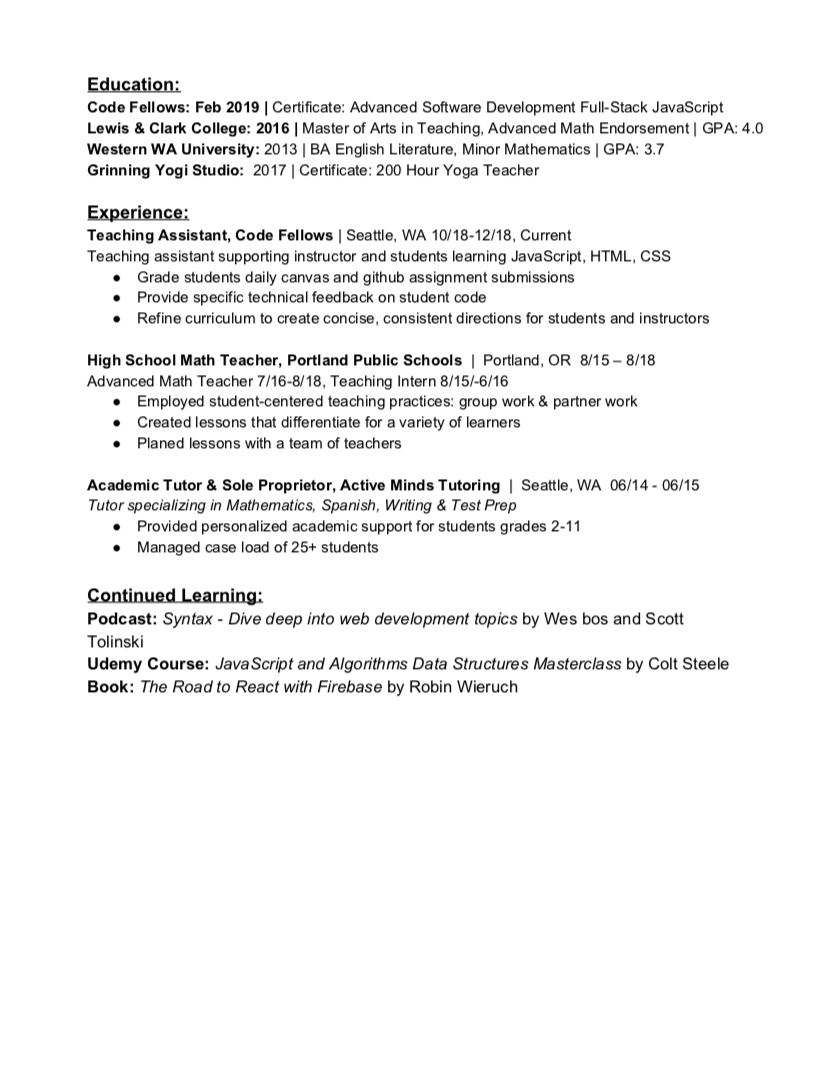 Education:
Code Fellows: Feb 2019 | Certificate: Advanced Software Development Full-Stack JavaScript
Lewis & Clark College: 2016 | Master of Arts in Teaching, Advanced Math Endorsement | GPA: 4.0
Western WA University: 2013 | BA English Literature, Minor Mathematics | GPA: 3.7
Grinning Yogi Studio:  2017 | Certificate: 200 Hour Yoga Teacher
Experience:
Teaching Assistant, Code Fellows | Seattle, WA 10/18-12/18, Current
Teaching assistant supporting instructor and students learning JavaScript, HTML, CSS
● Grade students daily canvas and github assignment submissions
● Provide specific technical feedback on student code
● Refine curriculum to create concise, consistent directions for students and instructors
High School Math Teacher, Portland Public Schools  |  Portland, OR  8/15 – 8/18
Advanced Math Teacher 7/16-8/18, Teaching Intern 8/15/-6/16
● Employed student-centered teaching practices: group work & partner work
● Created lessons that differentiate for a variety of learners
● Planed lessons with a team of teachers
Academic Tutor & Sole Proprietor, Active Minds Tutoring  |  Seattle, WA  06/14 - 06/15
Tutor specializing in Mathematics, Spanish, Writing & Test Prep
● Provided personalized academic support for students grades 2-11
● Managed case load of 25+ students
Continued Learning:
Podcast: Syntax - Dive deep into web development topics by Wes bos and Scott
Tolinski
Udemy Course: JavaScript and Algorithms Data Structures Masterclass by Colt Steele
Book: The Road to React with Firebase by Robin Wieruch